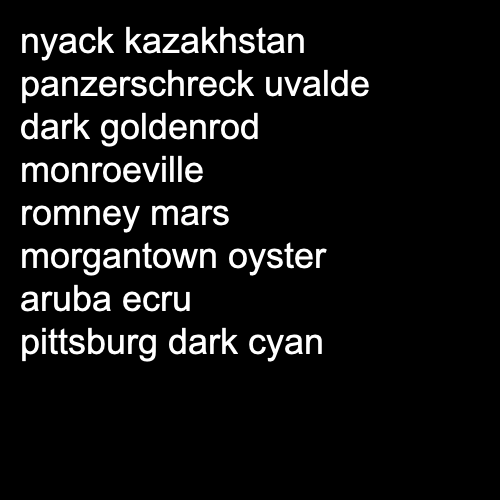 nyack kazakhstan
panzerschreck uvalde
dark goldenrod
monroeville
romney mars
morgantown oyster
aruba ecru
pittsburg dark cyan